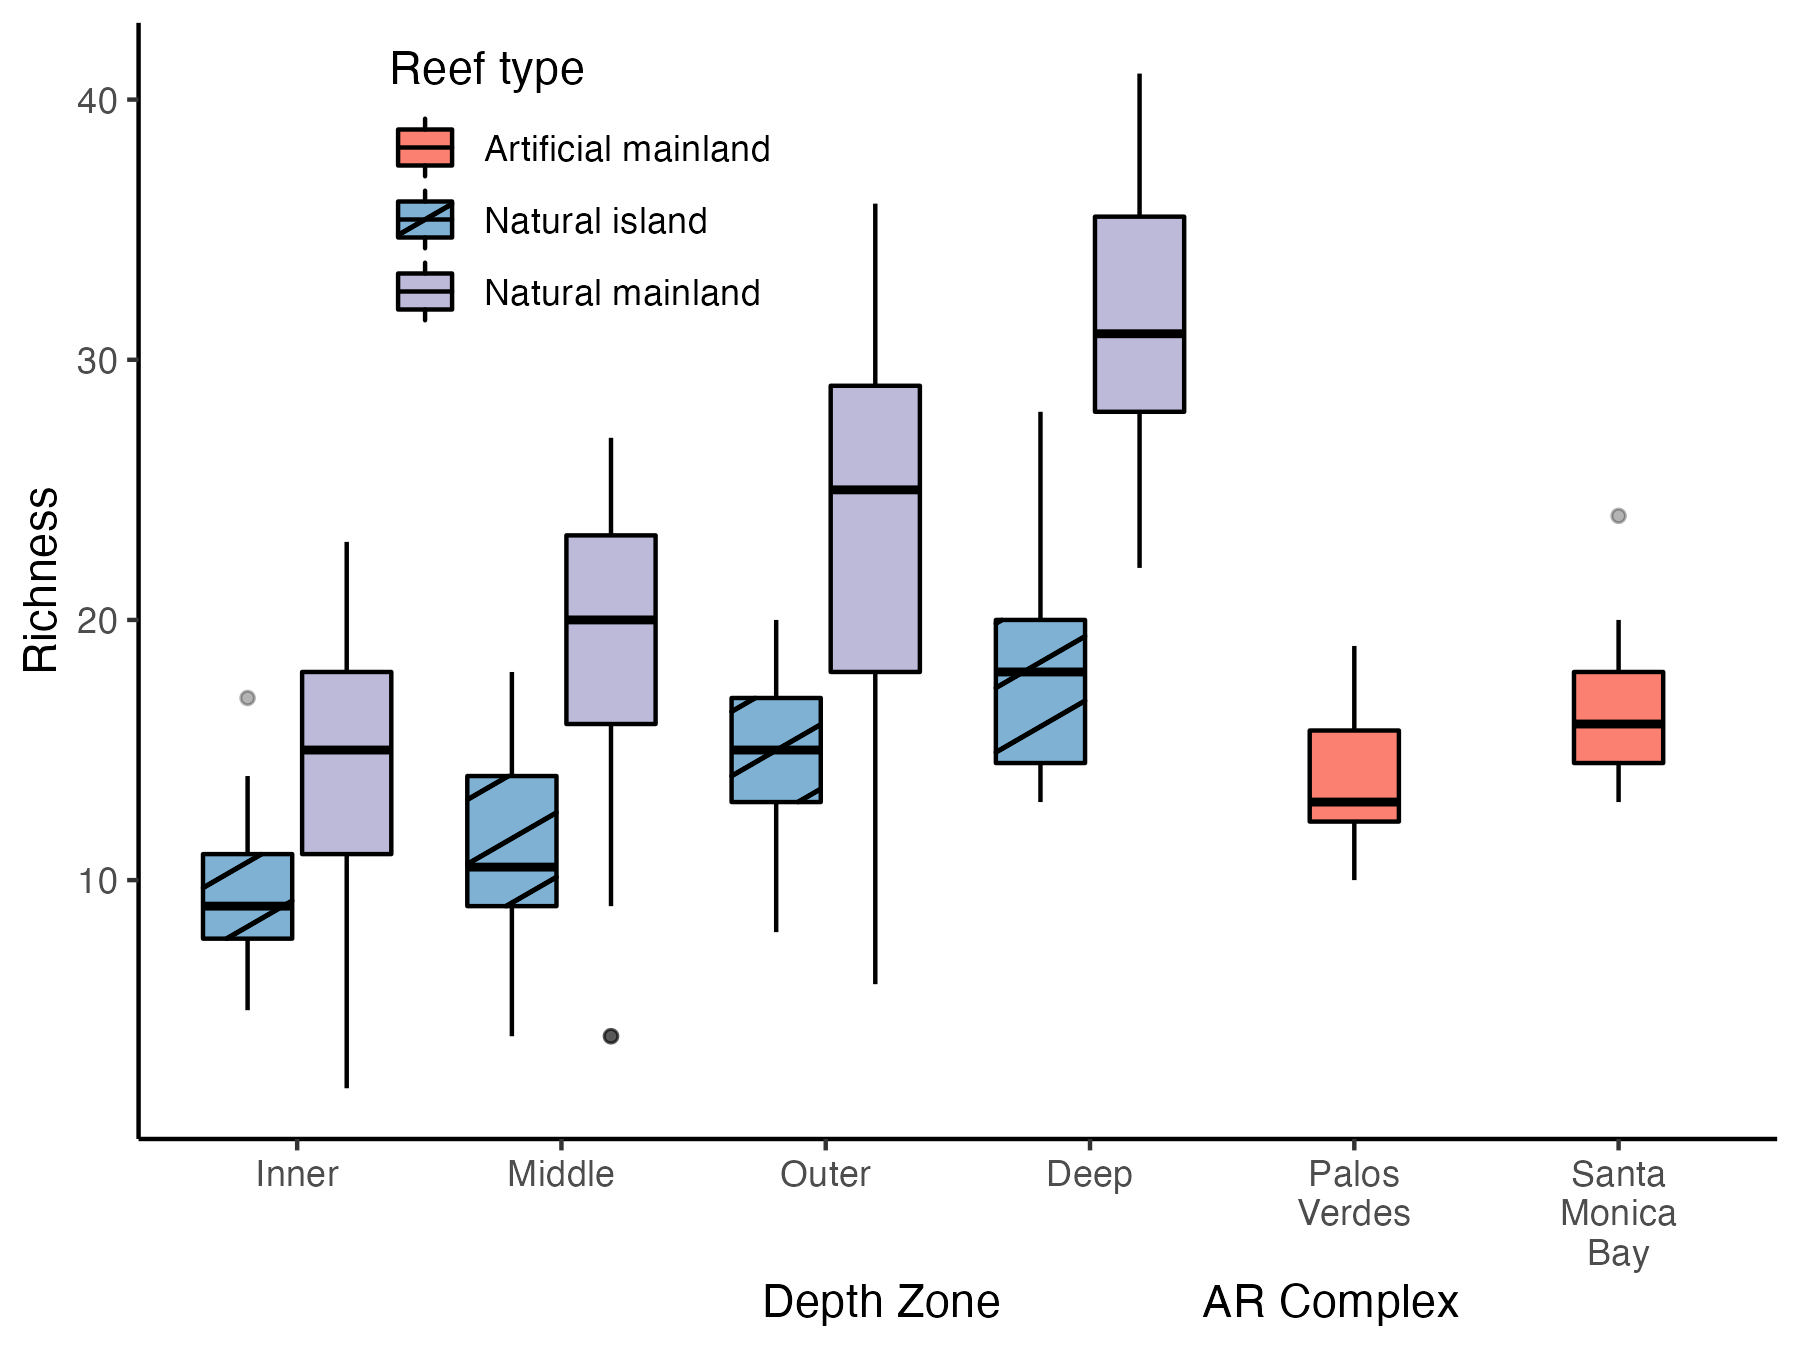 Reef type
Artificial mainland
Natural island
Natural mainland
Richness
40
30
20
10
Inner
Middle
Outer
Deep
Palos
Verdes
Santa
Monica
Bay
Depth Zone
AR Complex